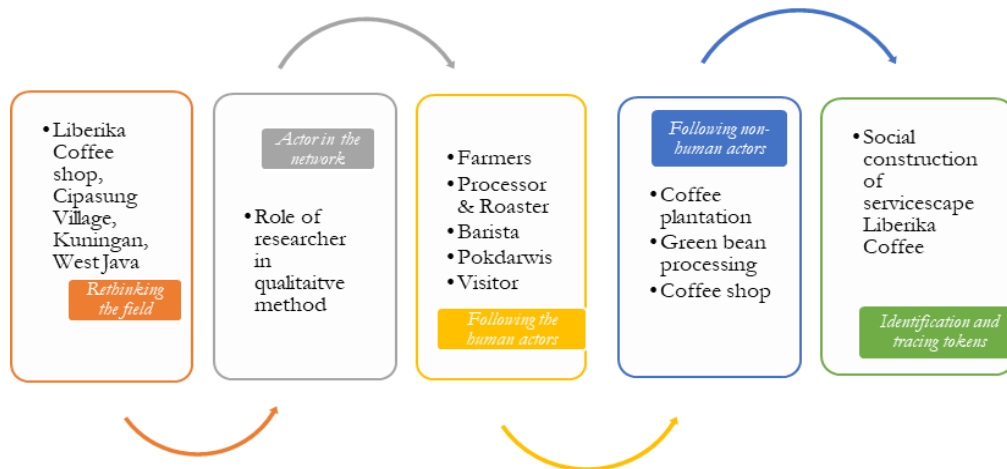 • Liberika
Coffee
shop,
Cipasung
Village,
Kuningan,
West Java
Rethinking
the field
Actor in the
network
• Role of
researcher
in
qualitaitve
method
• Farmers
• Processor
& Roaster
• Barista
• Pokdarwis
• Visitor
Following the
human actors
Following non-
human actors
• Coffee
plantation
• Green bean
processing
• Coffee shop
• Social
construction
of
servicescape
Liberika
Coffee
Identification and
tracing tokens